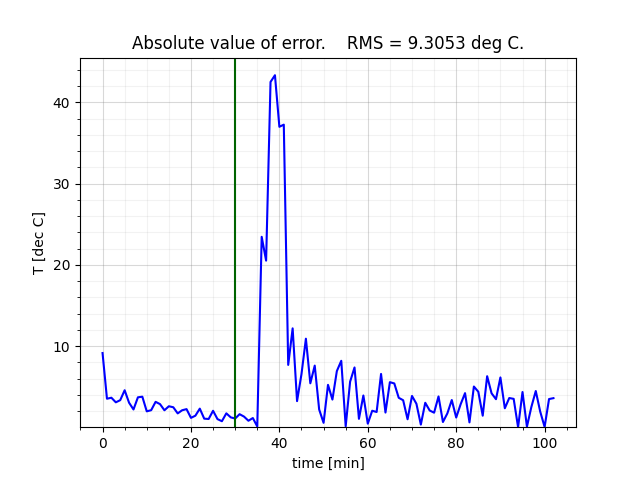 Absolute value of error.    RMS = 9.3053 deg C.
T [dec C]
40
30
20
10
0 20 40 60 80 100
time [min]